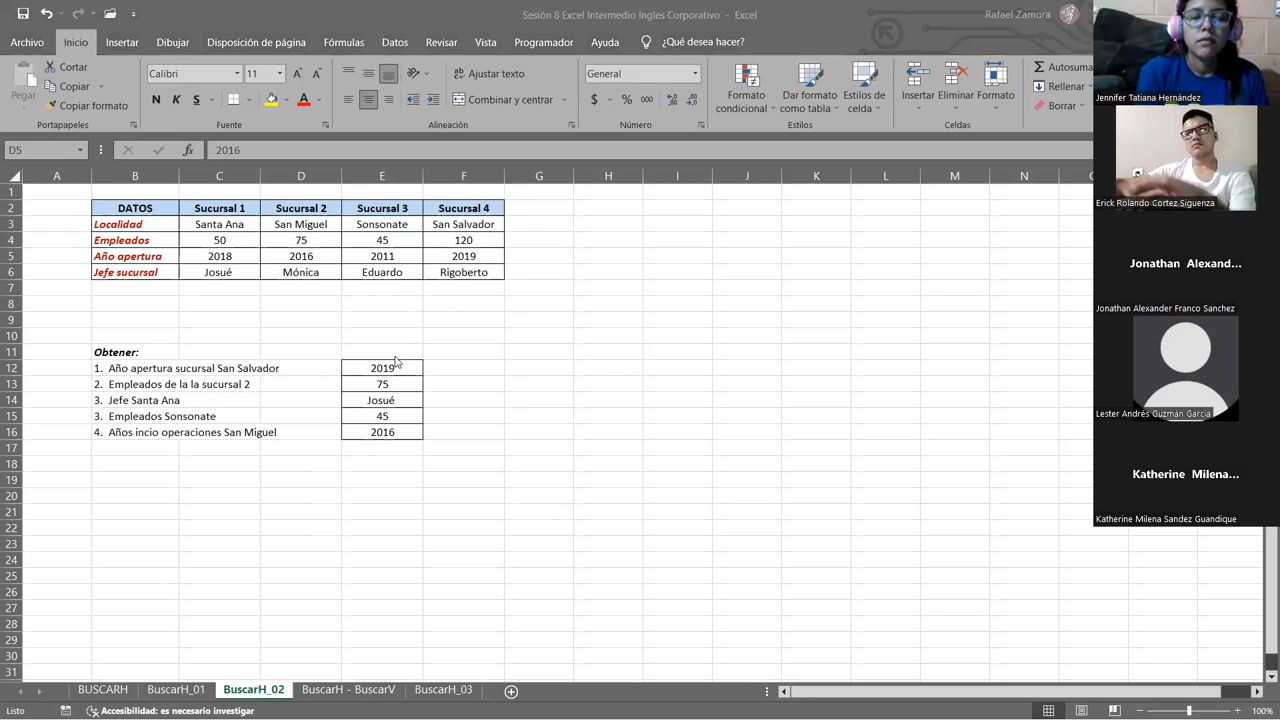 Sesión 8 Excel Intermedio Ingles Corporativo - Excel
Rafael Zamora
Archivo Inicio Insertar Dibujar Disposición de página Fórmulas Datos Revisar Vista Programador Ayuda ¿Qué desea hacer?
Pegar
Cortar
Copiar
Copiar formato
Portapapeles
Calibri 11
N K S
Fuente
Ajustar texto
Combinar y centrar
Alineación
General
$ % 000
Número
Formato condicional
Dar formato como tabla
Estilos de celda
Estilos
Insertar Eliminar Formato
Celdas
Autosuma
Rellenar
Borrar
D5 fx 2016
A B C D E F G H I J K L M N
1
2 DATOS Sucursal 1 Sucursal 2 Sucursal 3 Sucursal 4
3 Localidad Santa Ana San Miguel Sonsonate San Salvador
4 Empleados 50 75 45 120
5 Año apertura 2018 2016 2011 2019
6 Jefe sucursal Josué Mónica Eduardo Rigoberto
7
8
9
10
11 Obtener:
12 1. Año apertura sucursal San Salvador 2019
13 2. Empleados de la la sucursal 2 75
14 3. Jefe Santa Ana Josué
15 3. Empleados Sonsonate 45
16 4. Años incio operaciones San Miguel 2016
17
18
19
20
21
22
23
24
25
26
27
28
29
30
31
BUSCARH BuscarH_01 BuscarH_02 BuscarH - BuscarV BuscarH_03
Listo Accesibilidad: es necesario investigar 100%
Jennifer Tatiana Hernández
Erick Rolando Cortez Siguenza
Jonathan Alexand...
Jonathan Alexander Franco Sanchez
Lester Andrés Guzmán García
Katherine Milena...
Katherine Milena Sandez Guandique